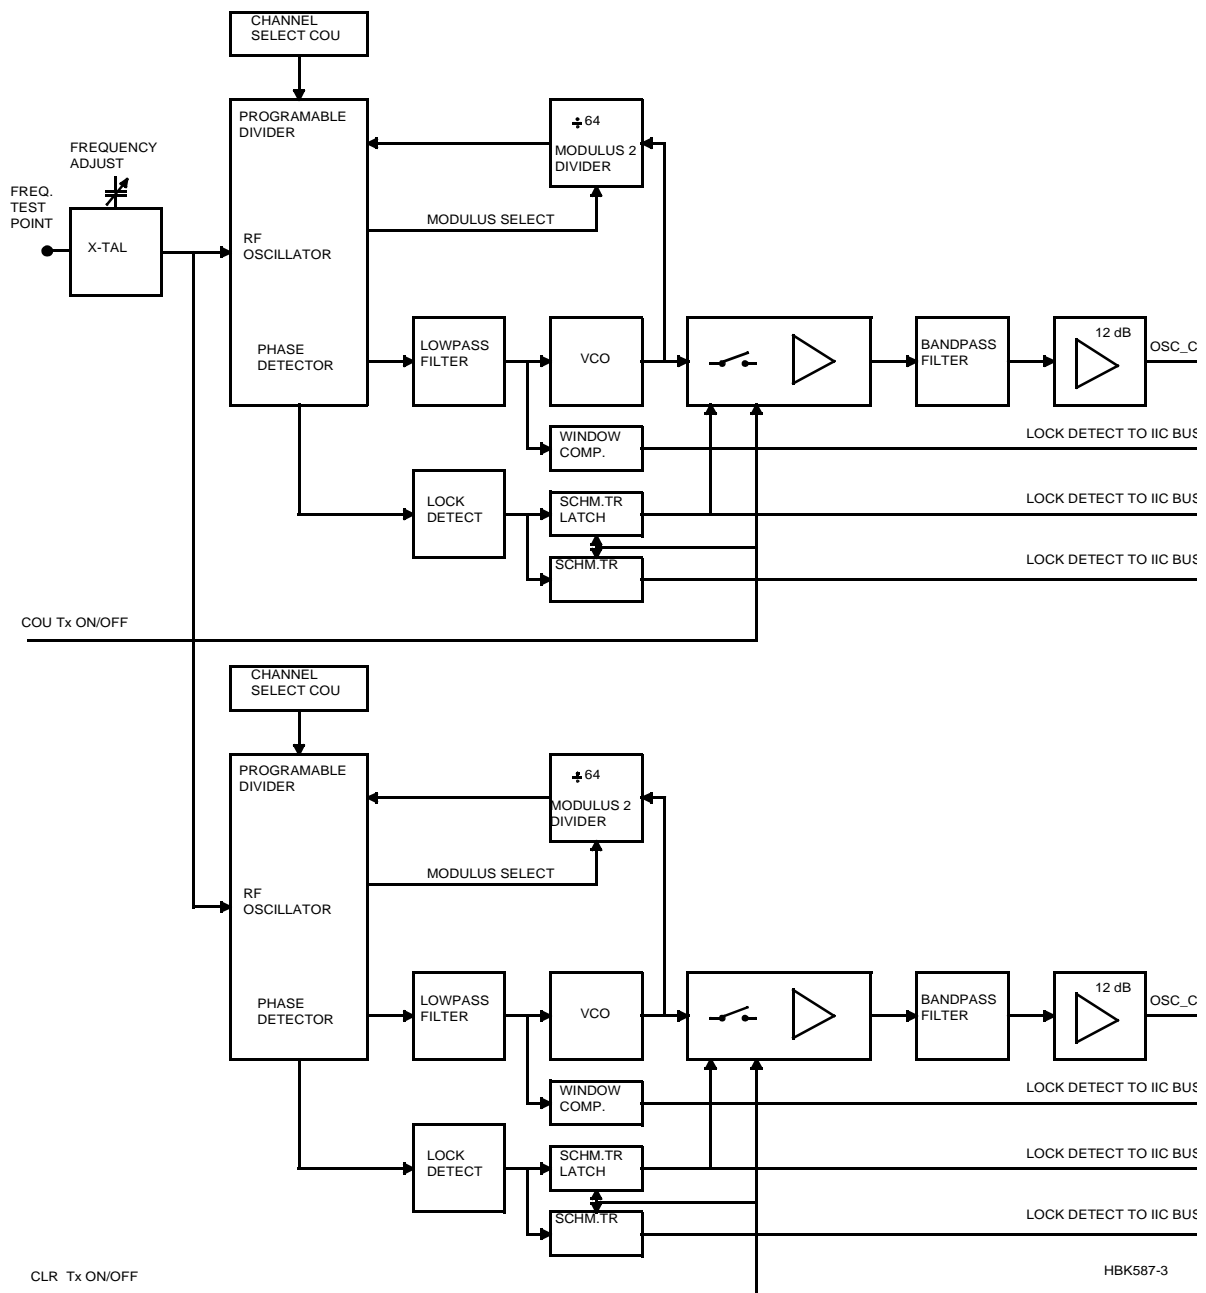 CHANNEL
SELECT COU
PROGRAMABLE
DIVIDER
÷64
MODULUS 2
DIVIDER
FREQUENCY
ADJUST
FREQ.
TEST
POINT
X-TAL
MODULUS SELECT
RF
OSCILLATOR
PHASE
DETECTOR
LOWPASS
FILTER
VCO
BANDPASS
FILTER
12 dB
OSC_C
WINDOW
COMP.
LOCK DETECT TO IIC BUS
LOCK
DETECT
SCHM.TR
LATCH
LOCK DETECT TO IIC BUS
SCHM.TR
LOCK DETECT TO IIC BUS
COU Tx ON/OFF
CHANNEL
SELECT COU
PROGRAMABLE
DIVIDER
÷64
MODULUS 2
DIVIDER
MODULUS SELECT
RF
OSCILLATOR
PHASE
DETECTOR
LOWPASS
FILTER
VCO
BANDPASS
FILTER
12 dB
OSC_C
WINDOW
COMP.
LOCK DETECT TO IIC BUS
LOCK
DETECT
SCHM.TR
LATCH
LOCK DETECT TO IIC BUS
SCHM.TR
LOCK DETECT TO IIC BUS
CLR Tx ON/OFF
HBK587-3